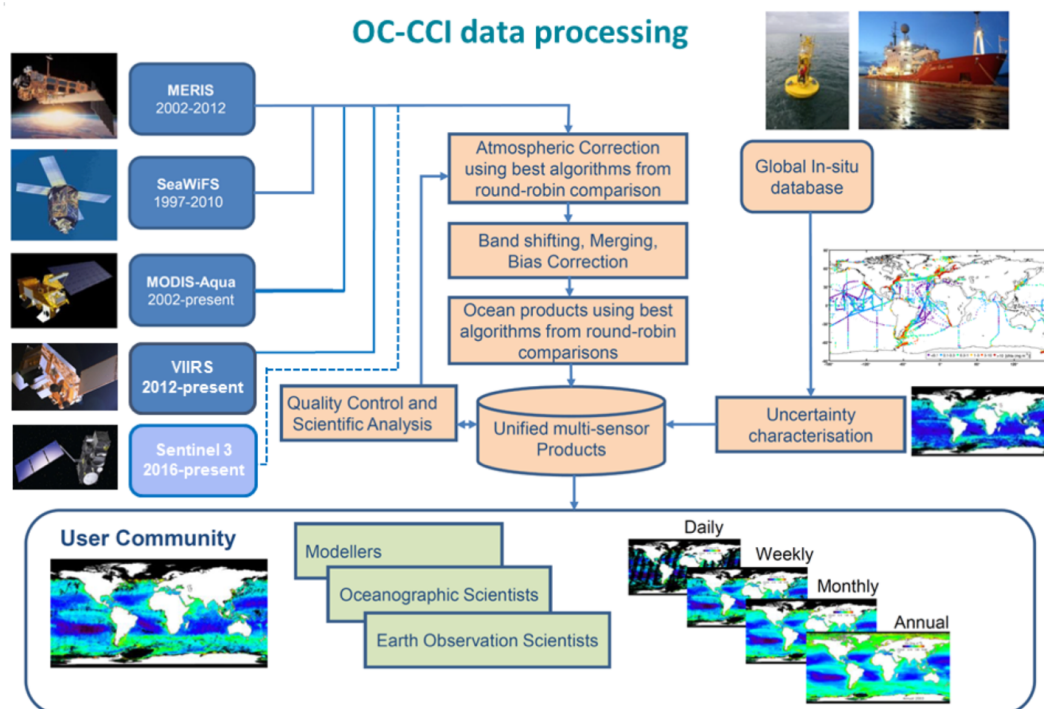 OC-CCI data processing
MERIS
2002-2012
SeaWiFS
1997-2010
MODIS-Aqua
2002-present
VIIRS
2012-present
Sentinel 3
2016-present
Atmospheric Correction
using best algorithms from
round-robin comparison
Band shifting, Merging,
Bias Correction
Ocean products using best
algorithms from round-robin
comparisons
Quality Control and
Scientific Analysis
Unified multi-sensor
Products
Global In-situ
database
Uncertainty
characterisation
User Community
Modellers
Oceanographic Scientists
Earth Observation Scientists
Daily
Weekly
Monthly
Annual